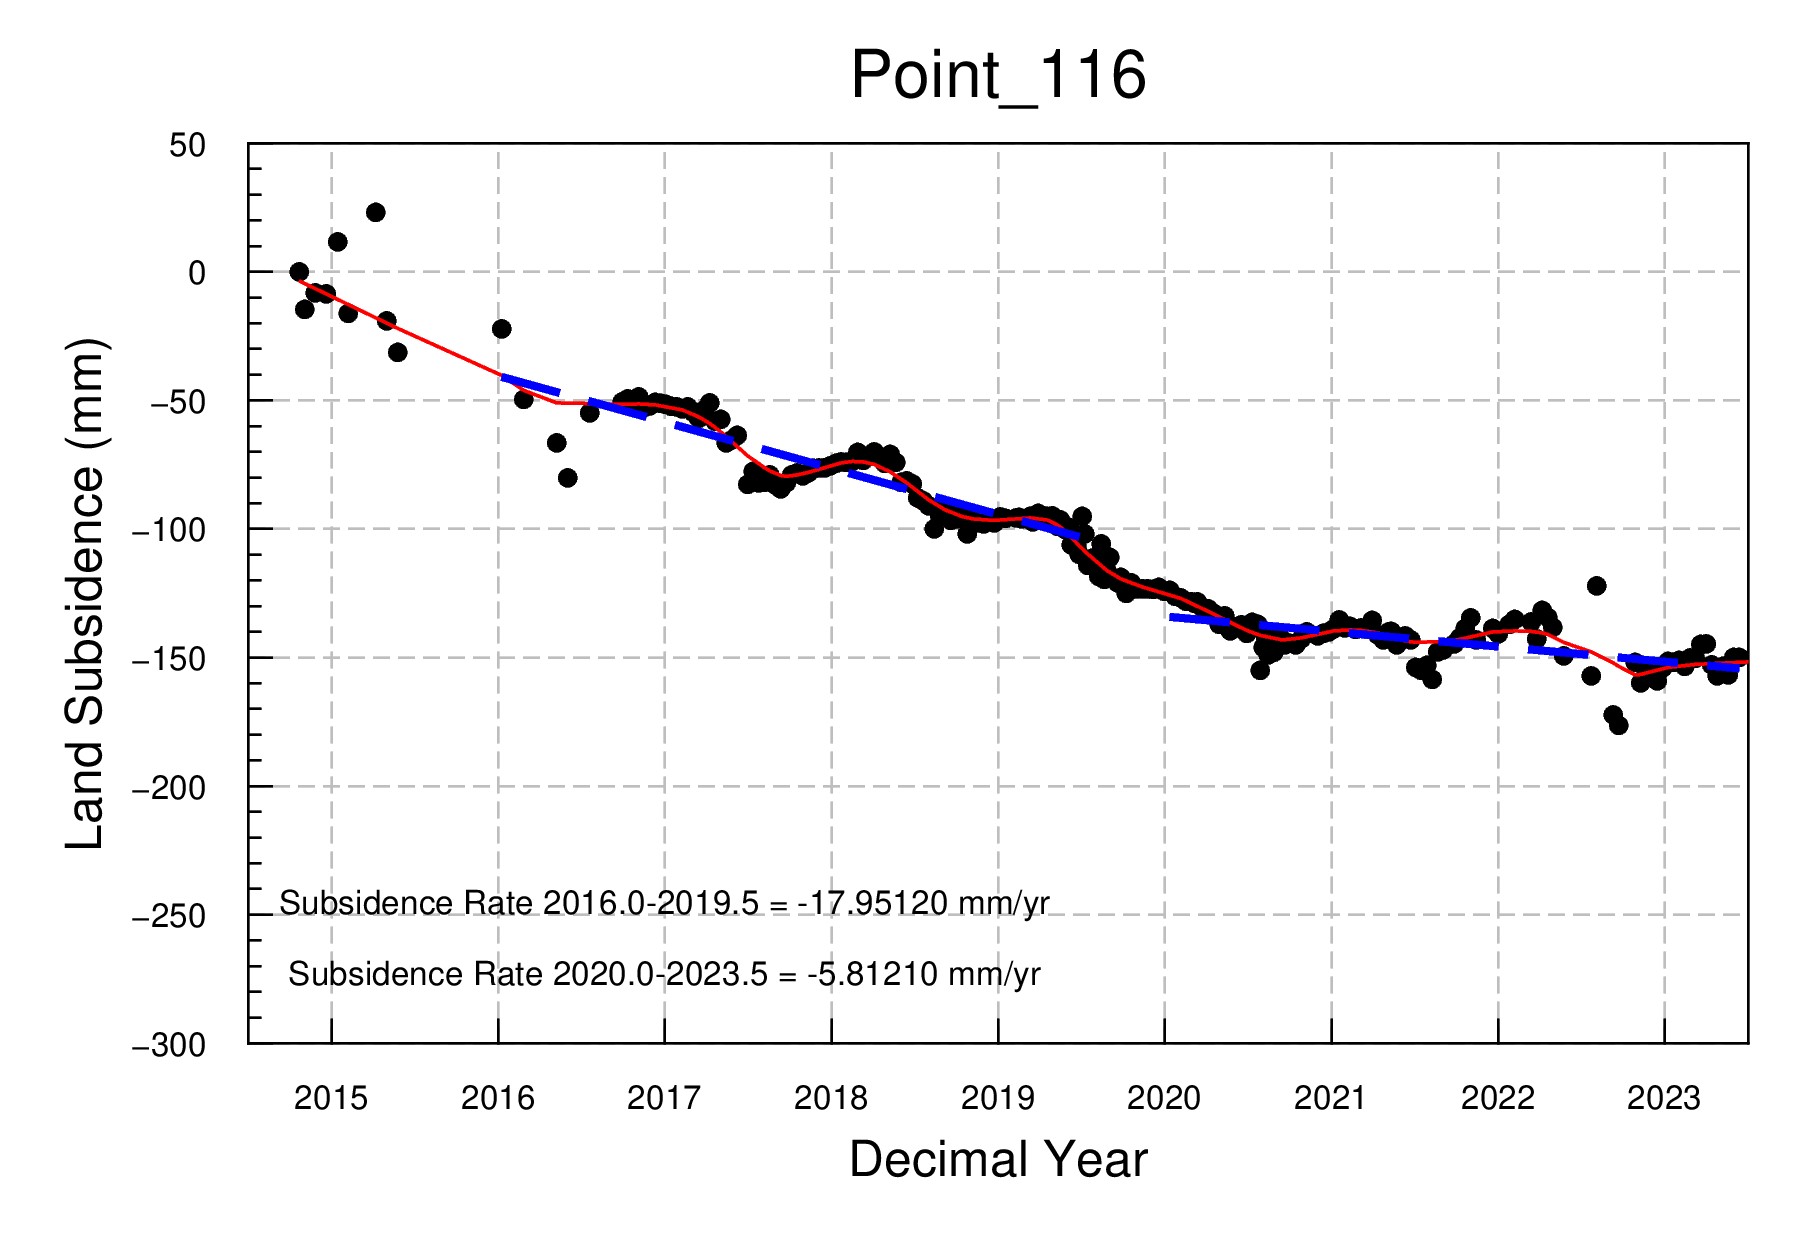 Point_116
50
0
−50
−100
−150
−200
−250
−300
Land Subsidence (mm)
Subsidence Rate 2016.0-2019.5 = -17.95120 mm/yr
Subsidence Rate 2020.0-2023.5 = -5.81210 mm/yr
2015 2016 2017 2018 2019 2020 2021 2022 2023
Decimal Year